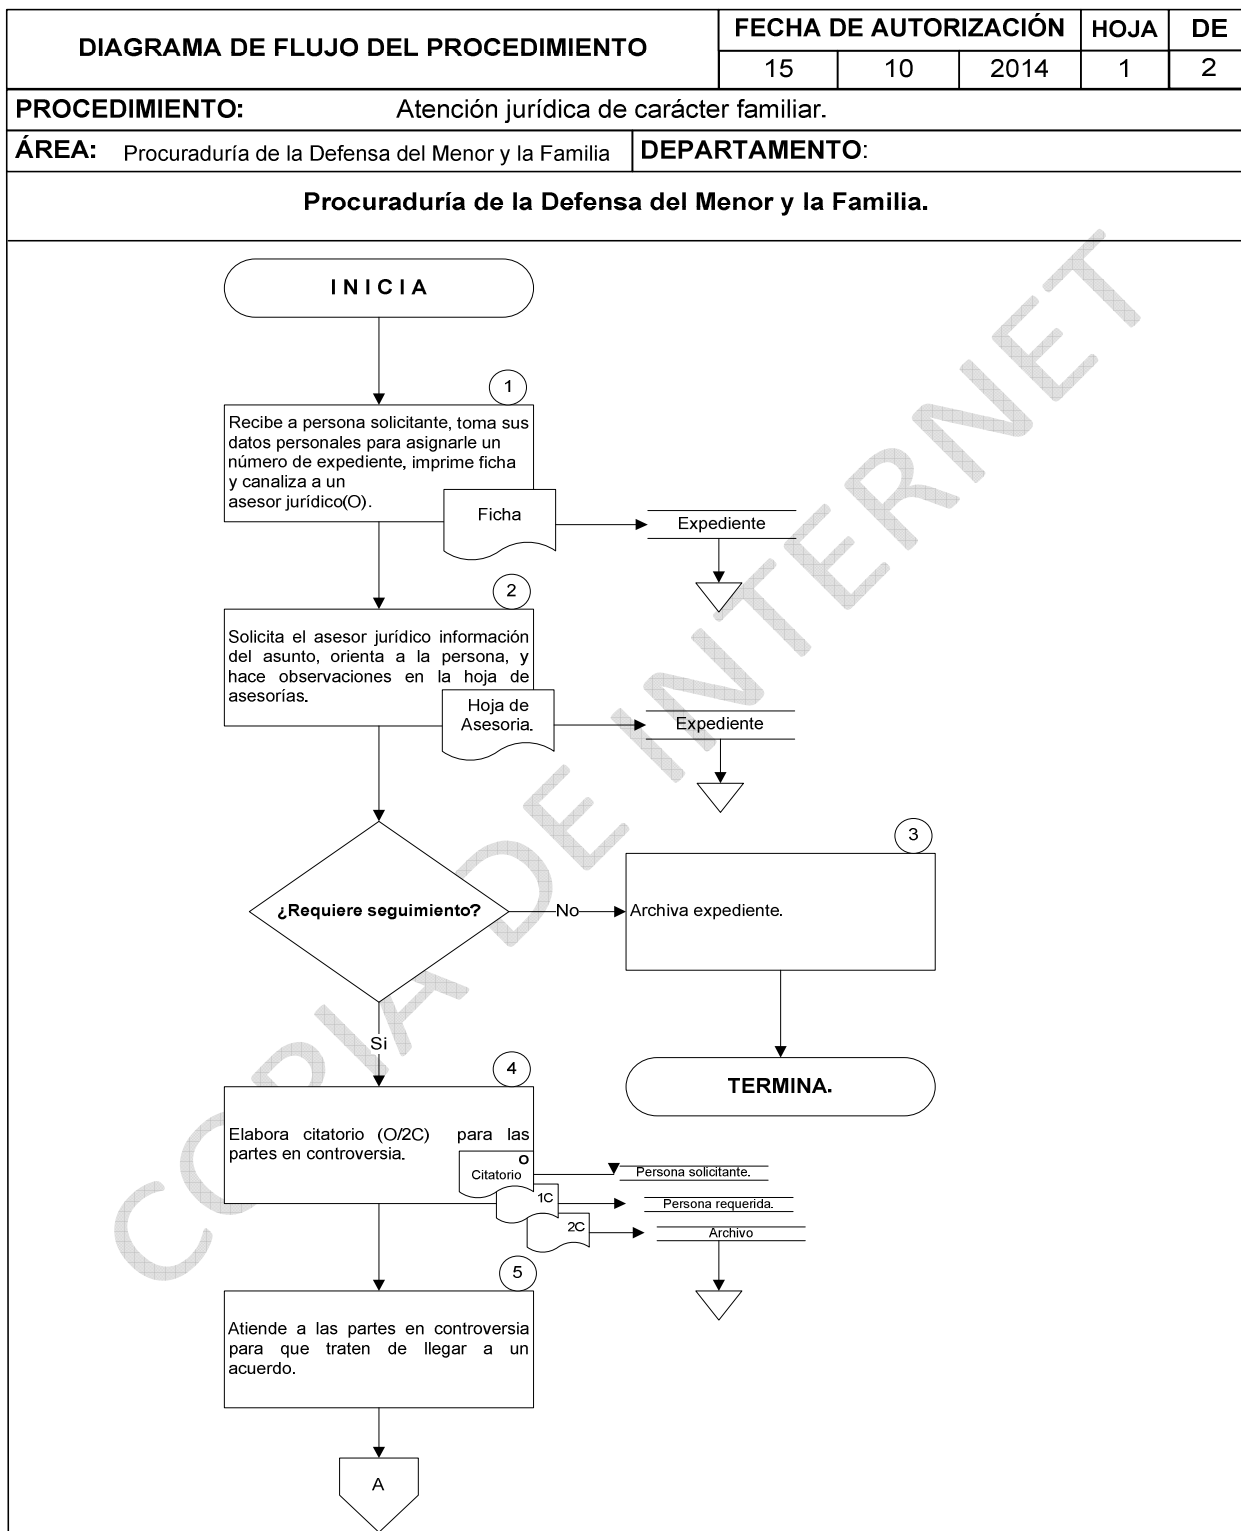 DIAGRAMA DE FLUJO DEL PROCEDIMIENTO
FECHA DE AUTORIZACIÓN
HOJA
DE
15
10
2014
1
2
PROCEDIMIENTO: Atención jurídica de carácter familiar.
ÁREA: Procuraduría de la Defensa del Menor y la Familia
DEPARTAMENTO:
Procuraduría de la Defensa del Menor y la Familia.
I N I C I A
1
Recibe a persona solicitante, toma sus
datos personales para asignarle un
número de expediente, imprime ficha
y canaliza a un
asesor jurídico(O).
Ficha
Expediente
2
Solicita el asesor jurídico información
del asunto, orienta a la persona, y
hace observaciones en la hoja de
asesorías.
Hoja de
Asesoria.
Expediente
¿Requiere seguimiento?
No
3
Archiva expediente.
TERMINA.
Si
4
Elabora citatorio (O/2C) para las
partes en controversia.
O
Citatorio
Persona solicitante.
1C
Persona requerida.
2C
Archivo
5
Atiende a las partes en controversia
para que traten de llegar a un
acuerdo.
A
COPIA DE INTERNET